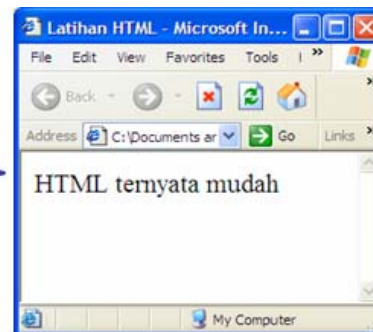 Latihan HTML - Microsoft In...
File Edit View Favorites Tools »
Back
Address C:\Documents ar Go Links »
HTML ternyata mudah
My Computer